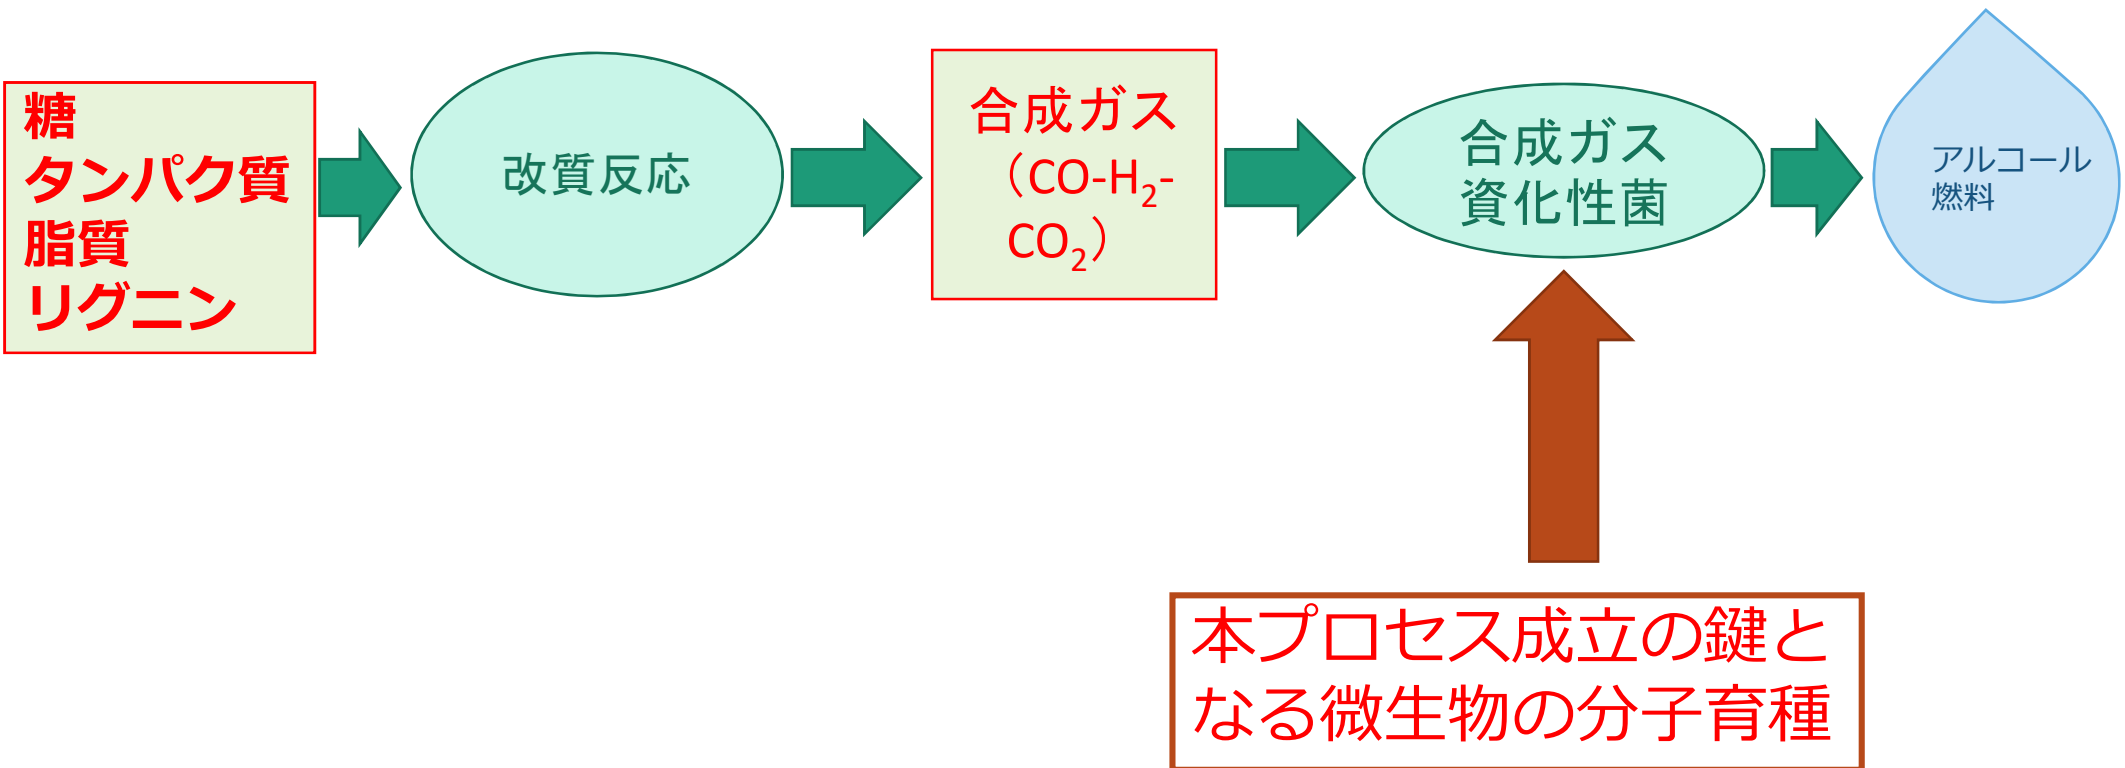 糖
タンパク質
脂質
リグニン
改質反応
合成ガス
（CO-H₂-
CO₂）
合成ガス
資化性菌
アルコール
燃料
本プロセス成立の鍵と
なる微生物の分子育種